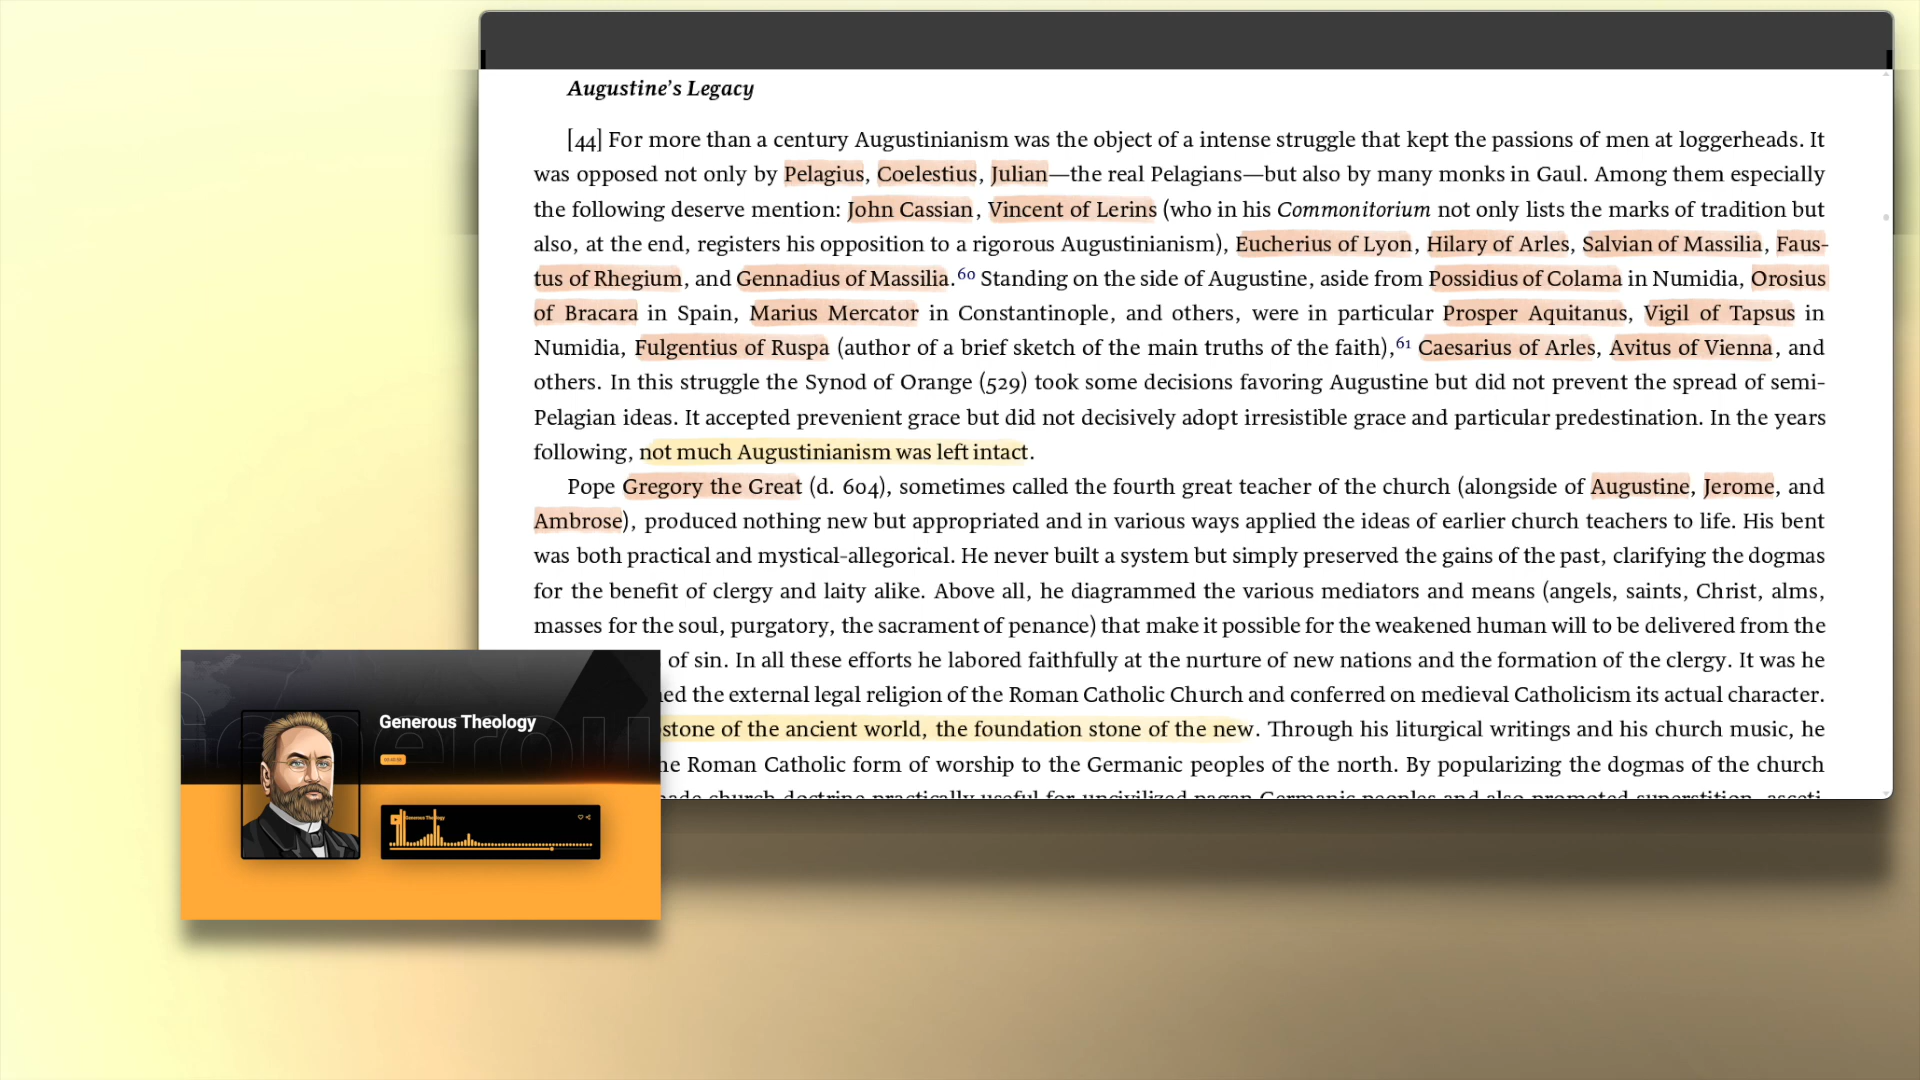 Augustine’s Legacy
[44] For more than a century Augustinianism was the object of a intense struggle that kept the passions of men at loggerheads. It
was opposed not only by Pelagius, Coelestius, Julian—the real Pelagians—but also by many monks in Gaul. Among them especially
the following deserve mention: John Cassian, Vincent of Lerins (who in his Commonitorium not only lists the marks of tradition but
also, at the end, registers his opposition to a rigorous Augustinianism), Eucherius of Lyon, Hilary of Arles, Salvian of Massilia, Faus-
tus of Rhegium, and Gennadius of Massilia.60 Standing on the side of Augustine, aside from Possidius of Colama in Numidia, Orosius
of Bracara in Spain, Marius Mercator in Constantinople, and others, were in particular Prosper Aquitanus, Vigil of Tapsus in
Numidia, Fulgentius of Ruspa (author of a brief sketch of the main truths of the faith),61 Caesarius of Arles, Avitus of Vienna, and
others. In this struggle the Synod of Orange (529) took some decisions favoring Augustine but did not prevent the spread of semi-
Pelagian ideas. It accepted prevenient grace but did not decisively adopt irresistible grace and particular predestination. In the years
following, not much Augustinianism was left intact.
Pope Gregory the Great (d. 604), sometimes called the fourth great teacher of the church (alongside of Augustine, Jerome, and
Ambrose), produced nothing new but appropriated and in various ways applied the ideas of earlier church teachers to life. His bent
was both practical and mystical-allegorical. He never built a system but simply preserved the gains of the past, clarifying the dogmas
for the benefit of clergy and laity alike. Above all, he diagrammed the various mediators and means (angels, saints, Christ, alms,
masses for the soul, purgatory, the sacrament of penance) that make it possible for the weakened human will to be delivered from the
of sin. In all these efforts he labored faithfully at the nurture of new nations and the formation of the clergy. It was he
ed the external legal religion of the Roman Catholic Church and conferred on medieval Catholicism its actual character.
stone of the ancient world, the foundation stone of the new. Through his liturgical writings and his church music, he
he Roman Catholic form of worship to the Germanic peoples of the north. By popularizing the dogmas of the church
ade church doctrine practically useful for uncivilized pagan Germanic peoples and also promoted superstition, asceti-
Generous Theology
Generous Theology